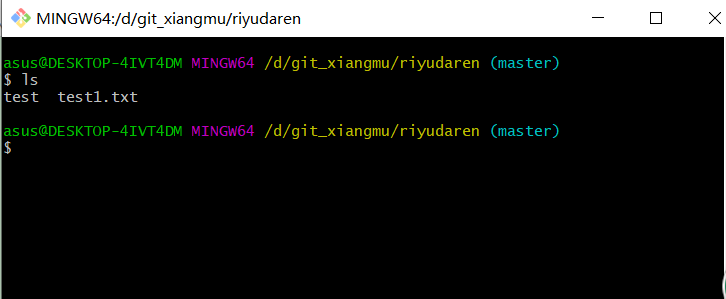 MINGW64:/d/git_xiangmu/riyudaren
asus@DESKTOP-4IVT4DM MINGW64 /d/git_xiangmu/riyudaren (master)
$ ls
test  test1.txt
asus@DESKTOP-4IVT4DM MINGW64 /d/git_xiangmu/riyudaren (master)
$